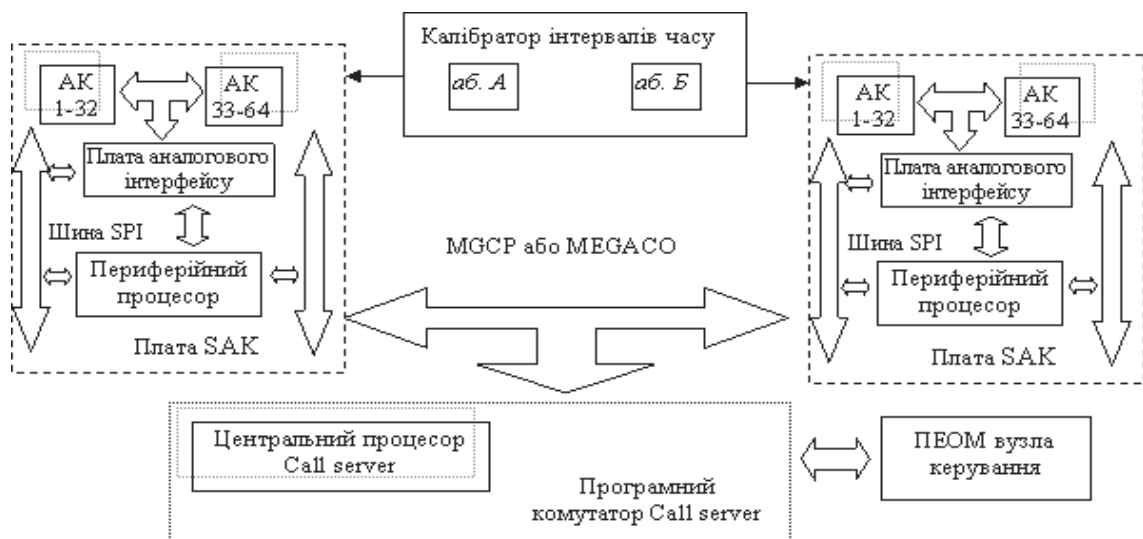 Калібратор інтервалів часу
аб. А
аб. Б
АК
1-32
АК
33-64
Плата аналогового
інтерфейсу
Шина SPI
Периферійний
процесор
Плата SAK
MGCP або MEGACO
АК
1-32
АК
33-64
Плата аналогового
інтерфейсу
Шина SPI
Периферійний
процесор
Плата SAK
Центральний процесор
Call server
Програмний
комутатор Call server
ПЕОМ вузла
керування